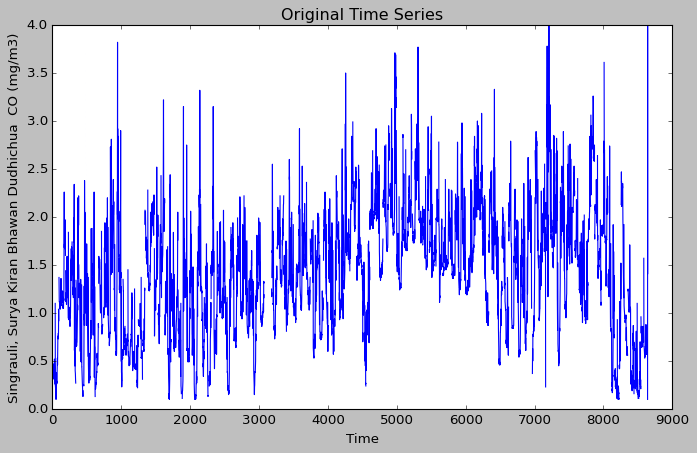 Original Time Series
Singrauli, Surya Kiran Bhawan Dudhichua  CO (mg/m3)
4.0
3.5
3.0
2.5
2.0
1.5
1.0
0.5
0.0
0 1000 2000 3000 4000 5000 6000 7000 8000 9000
Time